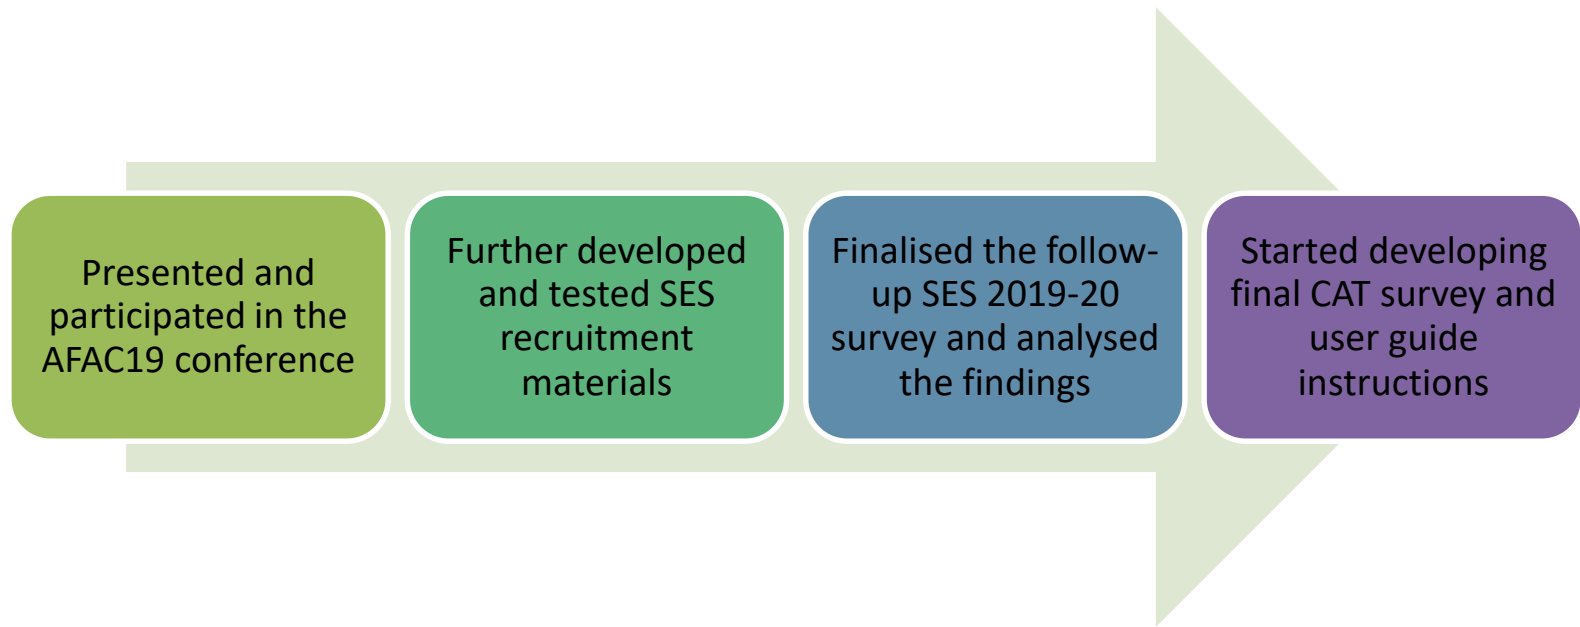 Presented and
participated in the
AFAC19 conference
Further developed
and tested SES
recruitment
materials
Finalised the follow-
up SES 2019-20
survey and analysed
the findings
Started developing
final CAT survey and
user guide
instructions